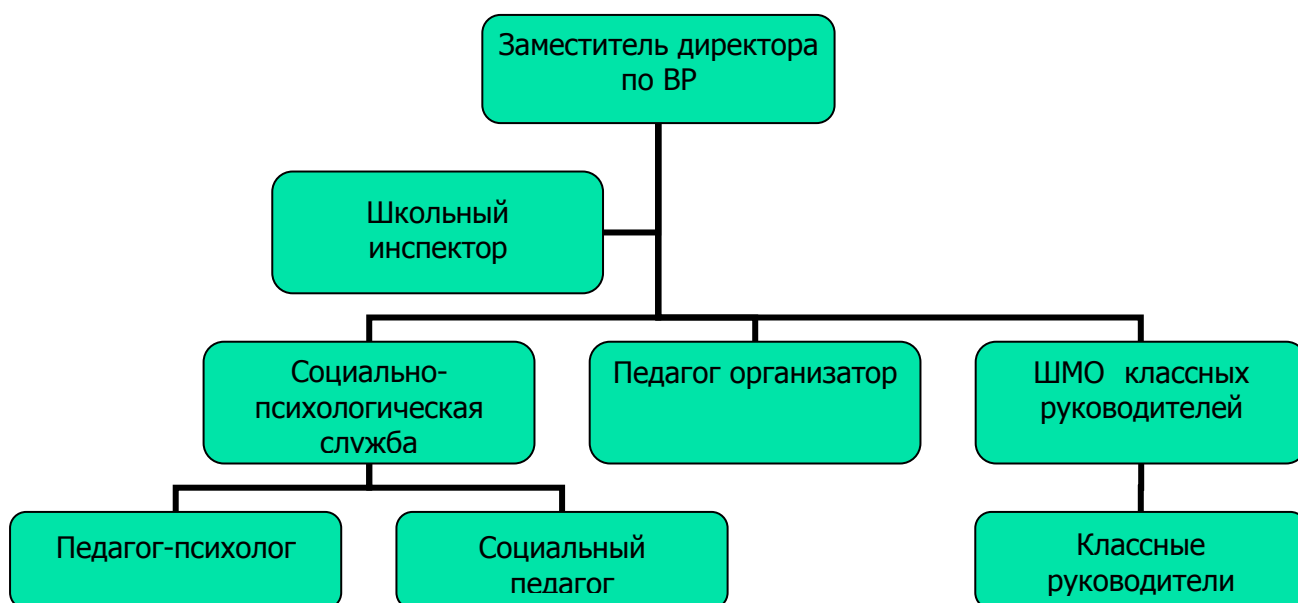 Заместитель директора
по ВР
Школьный
инспектор
Социально-
психологическая
служба
Педагог организатор
ШМО  классных
руководителей
Педагог-психолог
Социальный
педагог
Классные
руководители